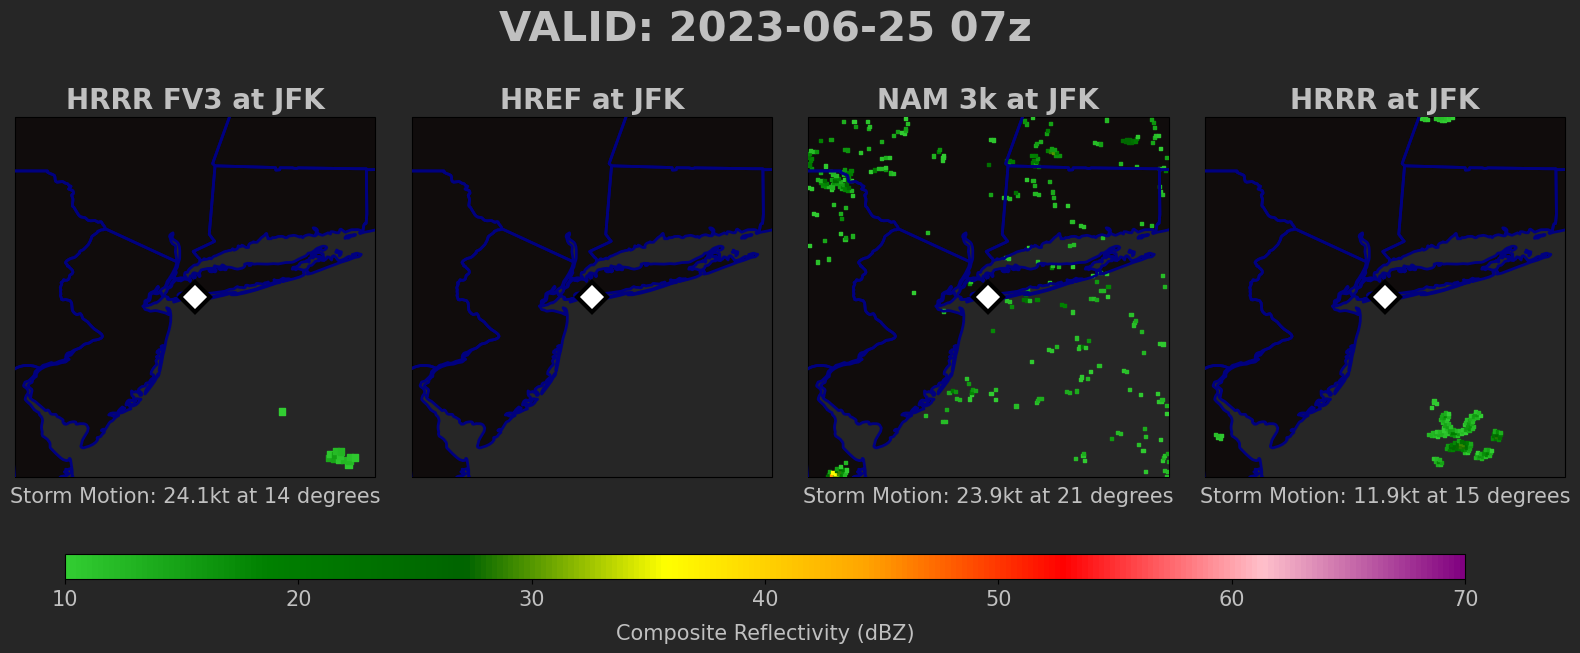 VALID: 2023-06-25 07z
HRRR FV3 at JFK
HREF at JFK
NAM 3k at JFK
HRRR at JFK
Storm Motion: 24.1kt at 14 degrees
Storm Motion: 23.9kt at 21 degrees
Storm Motion: 11.9kt at 15 degrees
10 20 30 40 50 60 70
Composite Reflectivity (dBZ)